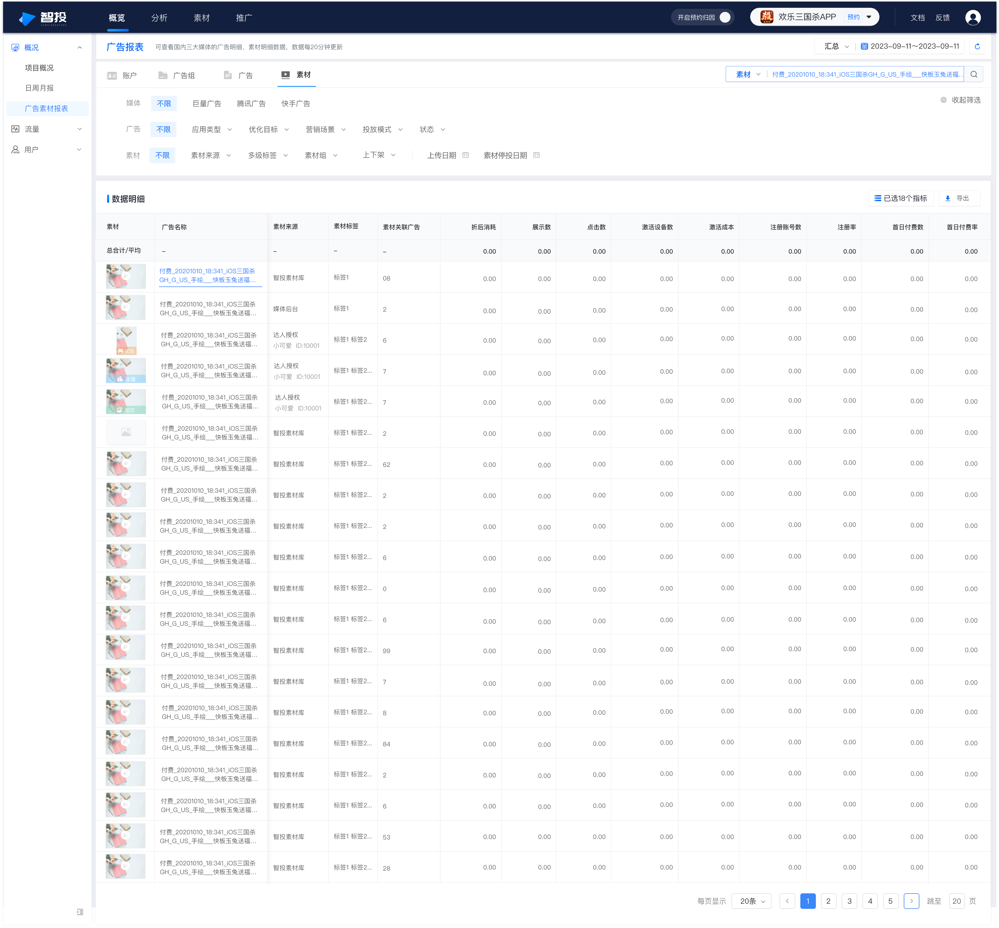 智投
概览 分析 素材 推广
开启预约归因
欢乐三国杀APP 预约
文档 反馈
概况
项目概况
日周月报
广告素材报表
流量
用户
广告报表 可查看国内三大媒体的广告明细、素材明细数据，数据每20分钟更新
汇总 2023-09-11～2023-09-11
账户 广告组 广告 素材
素材 付费_20201010_18:341_iOS三国杀GH_G_US_手绘___快板玉兔送福...
媒体 不限 巨量广告 腾讯广告 快手广告
收起筛选
广告 不限 应用类型 优化目标 营销场景 投放模式 状态
素材 不限 素材来源 多级标签 素材组 上下架 上传日期 素材停投日期
数据明细
已选18个指标 导出
素材 广告名称 素材来源 素材标签 素材关联广告 折后消耗 展示数 点击数 激活设备数 激活成本 注册账号数 注册率 首日付费数 首日付费率
总合计/平均 – – – – 0.00 0.00 0.00 0.00 0.00 0.00 0.00 0.00 0.00
付费_20201010_18:341_iOS三国杀
GH_G_US_手绘___快板玉兔送福...
智投素材库 标签1 08 0.00 0.00 0.00 0.00 0.00 0.00 0.00 0.00 0.00
付费_20201010_18:341_iOS三国杀
GH_G_US_手绘___快板玉兔送福...
媒体后台 标签1 2 0.00 0.00 0.00 0.00 0.00 0.00 0.00 0.00 0.00
试玩
付费_20201010_18:341_iOS三国杀
GH_G_US_手绘___快板玉兔送福...
达人授权
小可爱 ID:10001
标签1 标签2 6 0.00 0.00 0.00 0.00 0.00 0.00 0.00 0.00 0.00
直播
付费_20201010_18:341_iOS三国杀
GH_G_US_手绘___快板玉兔送福...
达人授权
小可爱 ID:10001
标签1 标签2... 7 0.00 0.00 0.00 0.00 0.00 0.00 0.00 0.00 0.00
图文
付费_20201010_18:341_iOS三国杀
GH_G_US_手绘___快板玉兔送福...
达人授权
小可爱 ID:10001
标签1 标签2... 7 0.00 0.00 0.00 0.00 0.00 0.00 0.00 0.00 0.00
付费_20201010_18:341_iOS三国杀
GH_G_US_手绘___快板玉兔送福...
智投素材库 标签1 标签2... 2 0.00 0.00 0.00 0.00 0.00 0.00 0.00 0.00 0.00
付费_20201010_18:341_iOS三国杀
GH_G_US_手绘___快板玉兔送福...
智投素材库 标签1 标签2... 62 0.00 0.00 0.00 0.00 0.00 0.00 0.00 0.00 0.00
付费_20201010_18:341_iOS三国杀
GH_G_US_手绘___快板玉兔送福...
智投素材库 标签1 标签2... 2 0.00 0.00 0.00 0.00 0.00 0.00 0.00 0.00 0.00
付费_20201010_18:341_iOS三国杀
GH_G_US_手绘___快板玉兔送福...
智投素材库 标签1 标签2... 2 0.00 0.00 0.00 0.00 0.00 0.00 0.00 0.00 0.00
付费_20201010_18:341_iOS三国杀
GH_G_US_手绘___快板玉兔送福...
智投素材库 标签1 标签2... 6 0.00 0.00 0.00 0.00 0.00 0.00 0.00 0.00 0.00
付费_20201010_18:341_iOS三国杀
GH_G_US_手绘___快板玉兔送福...
智投素材库 标签1 标签2... 0 0.00 0.00 0.00 0.00 0.00 0.00 0.00 0.00 0.00
付费_20201010_18:341_iOS三国杀
GH_G_US_手绘___快板玉兔送福...
智投素材库 标签1 标签2... 6 0.00 0.00 0.00 0.00 0.00 0.00 0.00 0.00 0.00
付费_20201010_18:341_iOS三国杀
GH_G_US_手绘___快板玉兔送福...
智投素材库 标签1 标签2... 99 0.00 0.00 0.00 0.00 0.00 0.00 0.00 0.00 0.00
付费_20201010_18:341_iOS三国杀
GH_G_US_手绘___快板玉兔送福...
智投素材库 标签1 标签2... 7 0.00 0.00 0.00 0.00 0.00 0.00 0.00 0.00 0.00
付费_20201010_18:341_iOS三国杀
GH_G_US_手绘___快板玉兔送福...
智投素材库 标签1 标签2... 8 0.00 0.00 0.00 0.00 0.00 0.00 0.00 0.00 0.00
付费_20201010_18:341_iOS三国杀
GH_G_US_手绘___快板玉兔送福...
智投素材库 标签1 标签2... 84 0.00 0.00 0.00 0.00 0.00 0.00 0.00 0.00 0.00
付费_20201010_18:341_iOS三国杀
GH_G_US_手绘___快板玉兔送福...
智投素材库 标签1 标签2... 2 0.00 0.00 0.00 0.00 0.00 0.00 0.00 0.00 0.00
付费_20201010_18:341_iOS三国杀
GH_G_US_手绘___快板玉兔送福...
智投素材库 标签1 标签2... 6 0.00 0.00 0.00 0.00 0.00 0.00 0.00 0.00 0.00
付费_20201010_18:341_iOS三国杀
GH_G_US_手绘___快板玉兔送福...
智投素材库 标签1 标签2... 53 0.00 0.00 0.00 0.00 0.00 0.00 0.00 0.00 0.00
付费_20201010_18:341_iOS三国杀
GH_G_US_手绘___快板玉兔送福...
智投素材库 标签1 标签2... 28 0.00 0.00 0.00 0.00 0.00 0.00 0.00 0.00 0.00
每页显示 20条 1 2 3 4 5 跳至 20 页